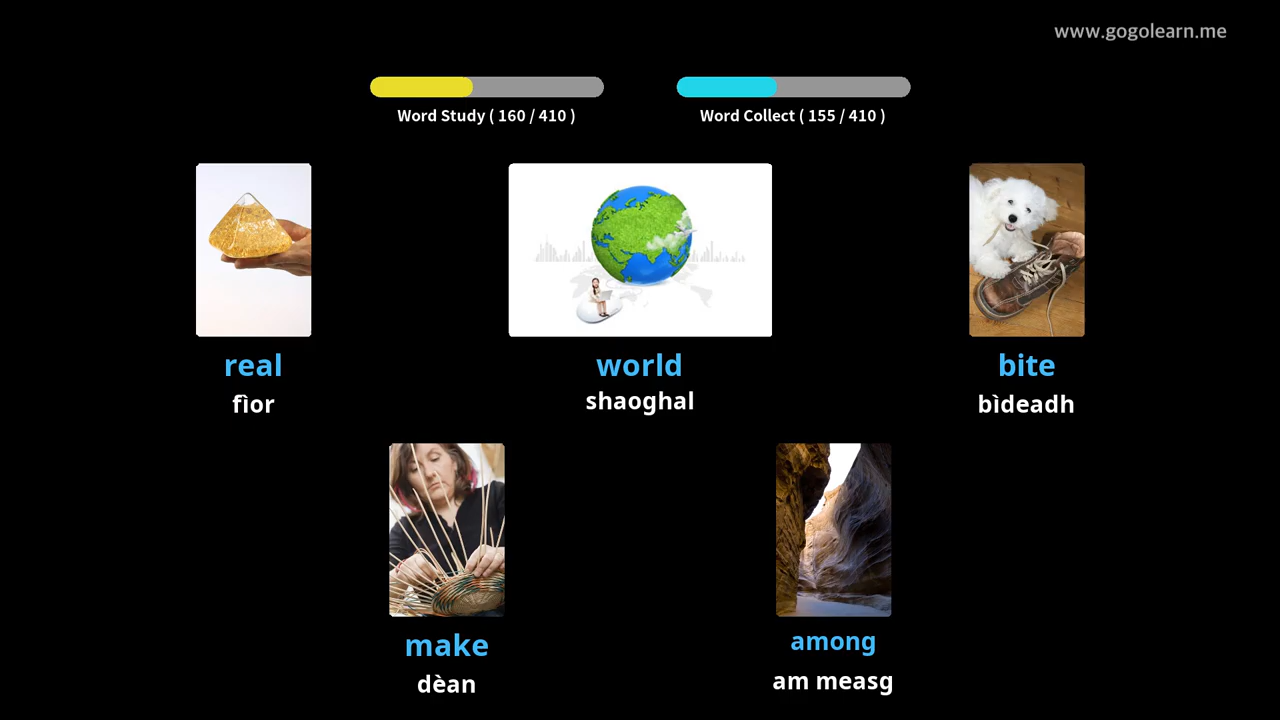 www.gogolearn.me
Word Study ( 160 / 410 )
Word Collect ( 155 / 410 )
real
fìor
world
shaoghal
bite
bìdeadh
make
dèan
among
am measg